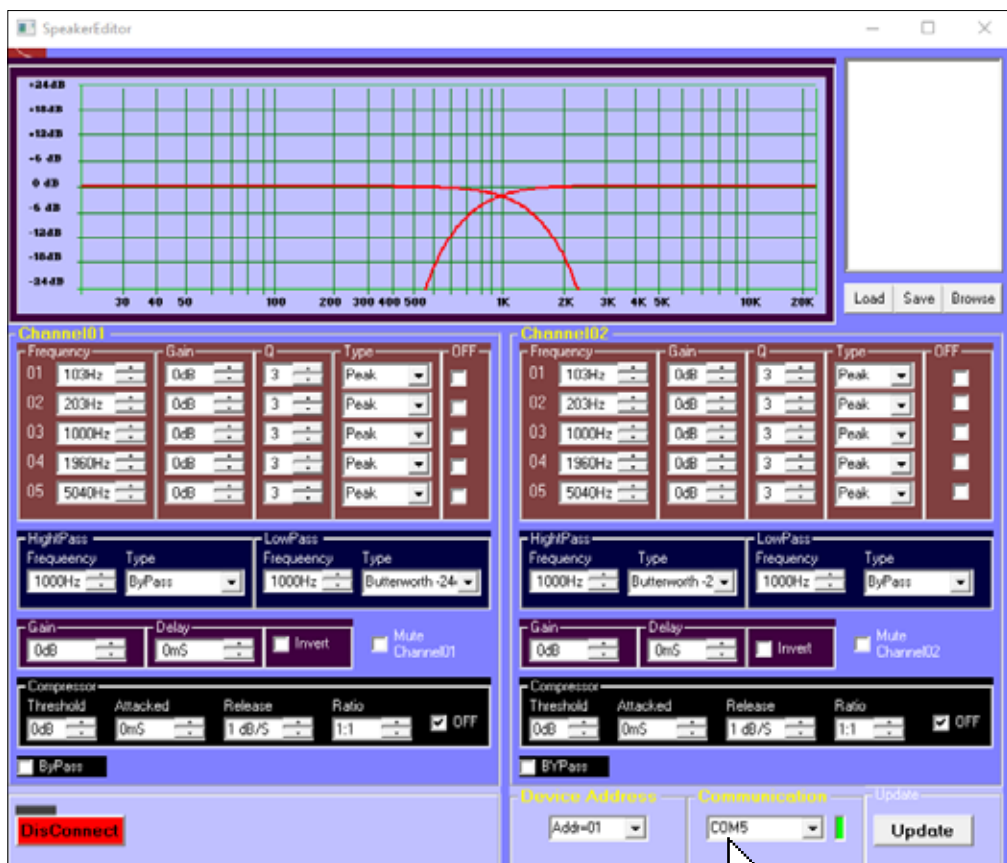 SpeakerEditor
+24dB
+18dB
+12dB
+6 dB
0 dB
-6 dB
-12dB
-18dB
-24dB
30 40 50 100 200 300 400 500 1K 2K 3K 4K 5K 10K 20K
Load Save Browse
Channel01
Frequency Gain Q Type OFF
01 103Hz 0dB 3 Peak
02 203Hz 0dB 3 Peak
03 1000Hz 0dB 3 Peak
04 1960Hz 0dB 3 Peak
05 5040Hz 0dB 3 Peak
HightPass LowPass
Frequeency Type Frequeency Type
1000Hz ByPass 1000Hz Butterworth -24
Gain Delay
0dB 0mS Invert Mute Channel01
Compressor
Threshold Attacked Release Ratio
0dB 0mS 1 dB/S 1:1 OFF
ByPass
Channel02
Frequency Gain Q Type OFF
01 103Hz 0dB 3 Peak
02 203Hz 0dB 3 Peak
03 1000Hz 0dB 3 Peak
04 1960Hz 0dB 3 Peak
05 5040Hz 0dB 3 Peak
HightPass LowPass
Frequency Type Frequency Type
1000Hz Butterworth -2 1000Hz ByPass
Gain Delay
0dB 0mS Invert Mute Channel02
Compressor
Threshold Attacked Release Ratio
0dB 0mS 1 dB/S 1:1 OFF
BYPass
DisConnect
Device Address Communication Update
Addr=01 COM5 Update